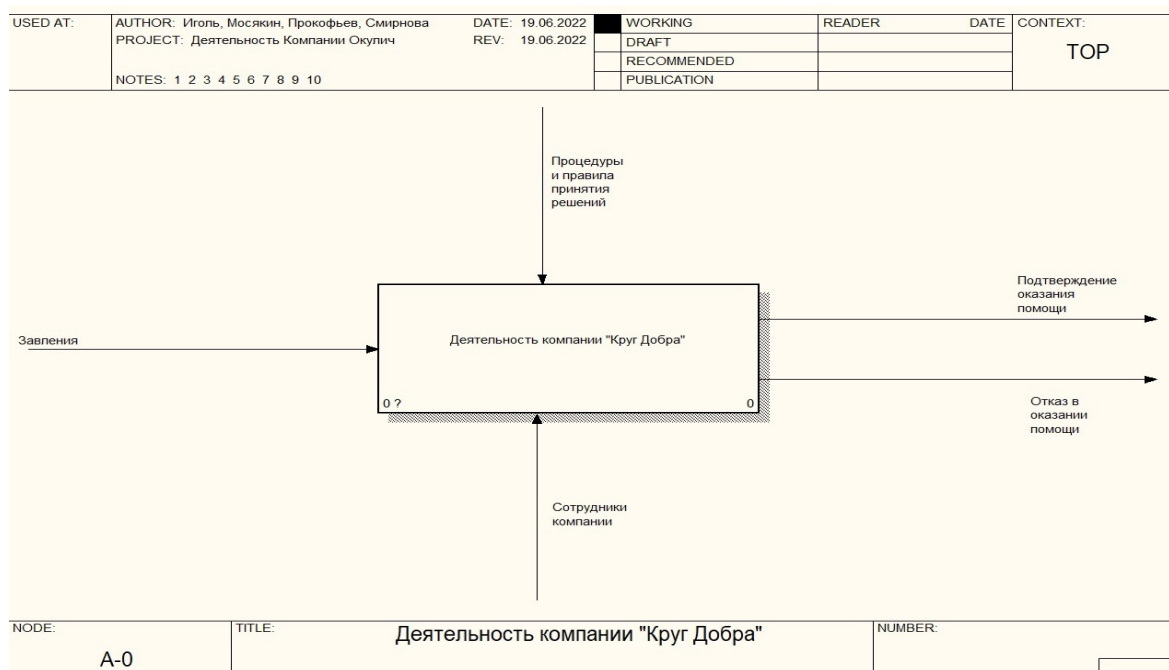 USED AT:
AUTHOR: Иголь, Мосякин, Прокофьев, Смирнова
DATE: 19.06.2022
PROJECT: Деятельность Компании Окулич
REV: 19.06.2022
NOTES: 1 2 3 4 5 6 7 8 9 10
WORKING
DRAFT
RECOMMENDED
PUBLICATION
READER
DATE
CONTEXT:
TOP
Процедуры
и правила
принятия
решений
Завления
Деятельность компании "Круг Добра"
0 ?
0
Подтверждение
оказания
помощи
Отказ в
оказании
помощи
Сотрудники
компании
NODE:
A-0
TITLE:
Деятельность компании "Круг Добра"
NUMBER: